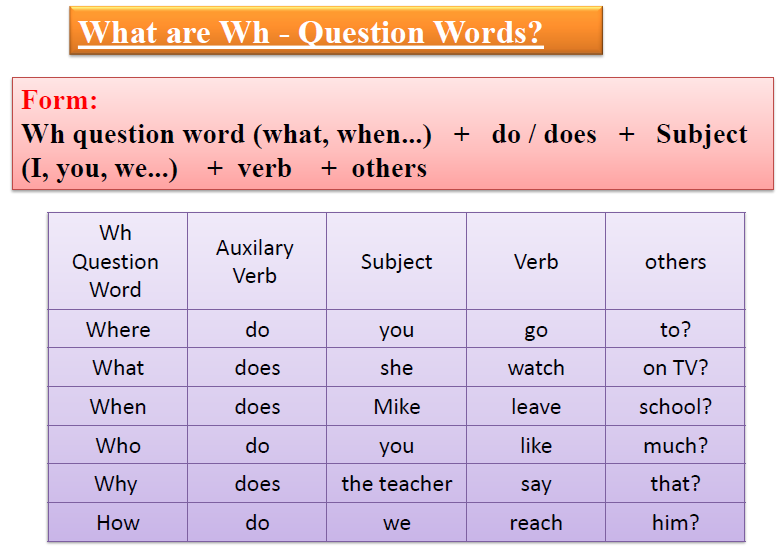 What are Wh - Question Words?
Form:
Wh question word (what, when...) + do / does + Subject
(I, you, we...) + verb + others
Wh Question Word Auxilary Verb Subject Verb others
Where do you go to?
What does she watch on TV?
When does Mike leave school?
Who do you like much?
Why does the teacher say that?
How do we reach him?